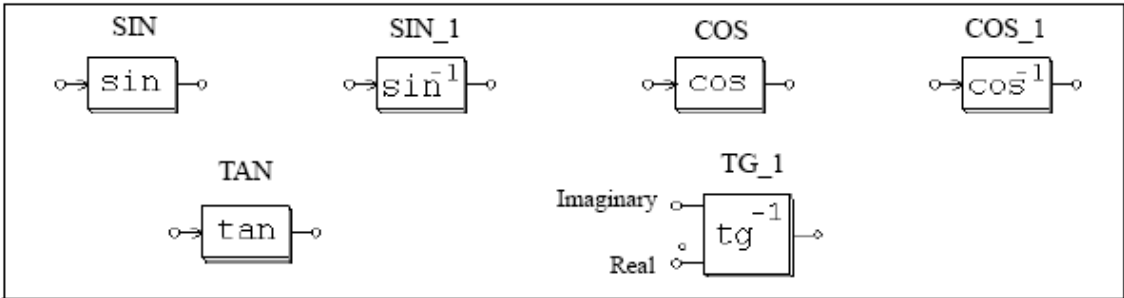 SIN SIN_1 COS COS_1
sin sin⁻¹ cos cos⁻¹
TAN TG_1
Imaginary
tan tg⁻¹
Real